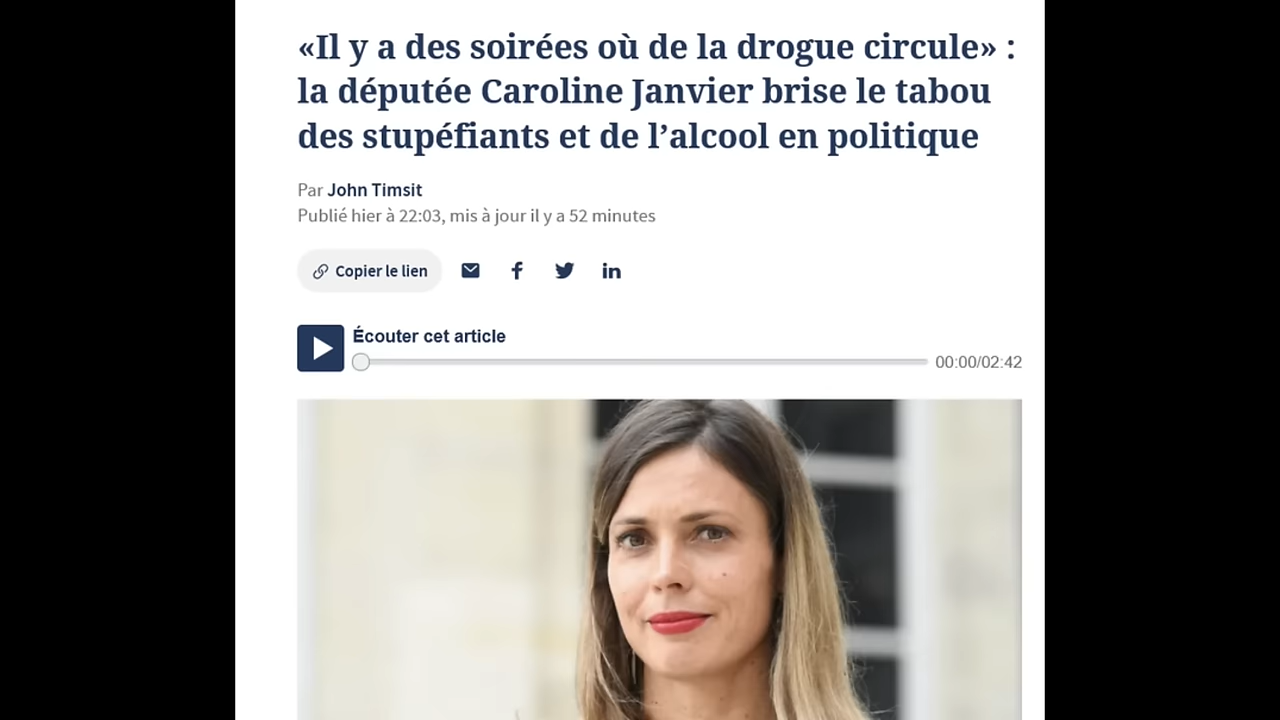 «Il y a des soirées où de la drogue circule» :
la députée Caroline Janvier brise le tabou
des stupéfiants et de l’alcool en politique
Par John Timsit
Publié hier à 22:03, mis à jour il y a 52 minutes
Copier le lien
Écouter cet article
00:00/02:42